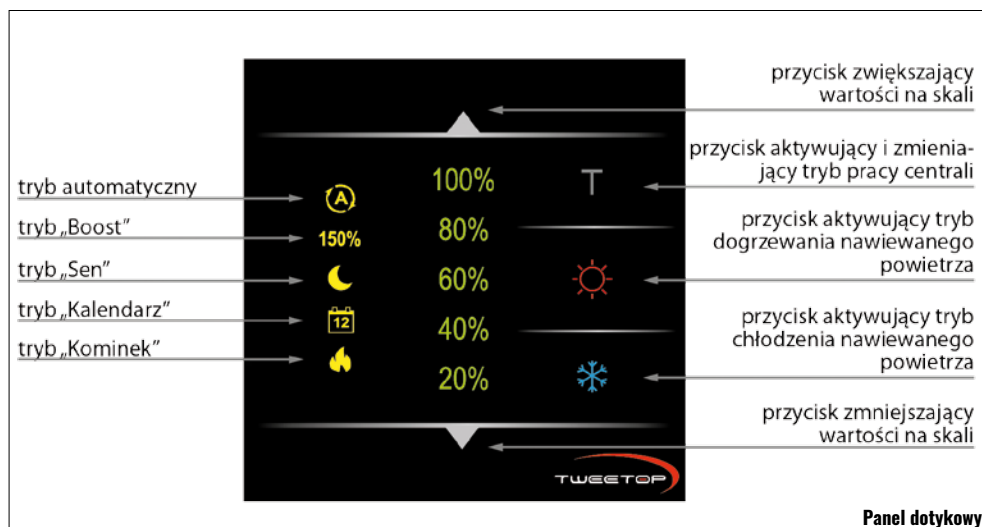 przycisk zwiększający
wartości na skali
przycisk aktywujący i zmienia-
jący tryb pracy centrali
tryb automatyczny
tryb „Boost”
tryb „Sen”
tryb „Kalendarz”
tryb „Kominek”
A
150%
12
100%
80%
60%
40%
20%
T
przycisk aktywujący tryb
dogrzewania nawiewanego
powietrza
przycisk aktywujący tryb
chłodzenia nawiewanego
powietrza
przycisk zmniejszający
wartości na skali
TWEETOP
Panel dotykowy